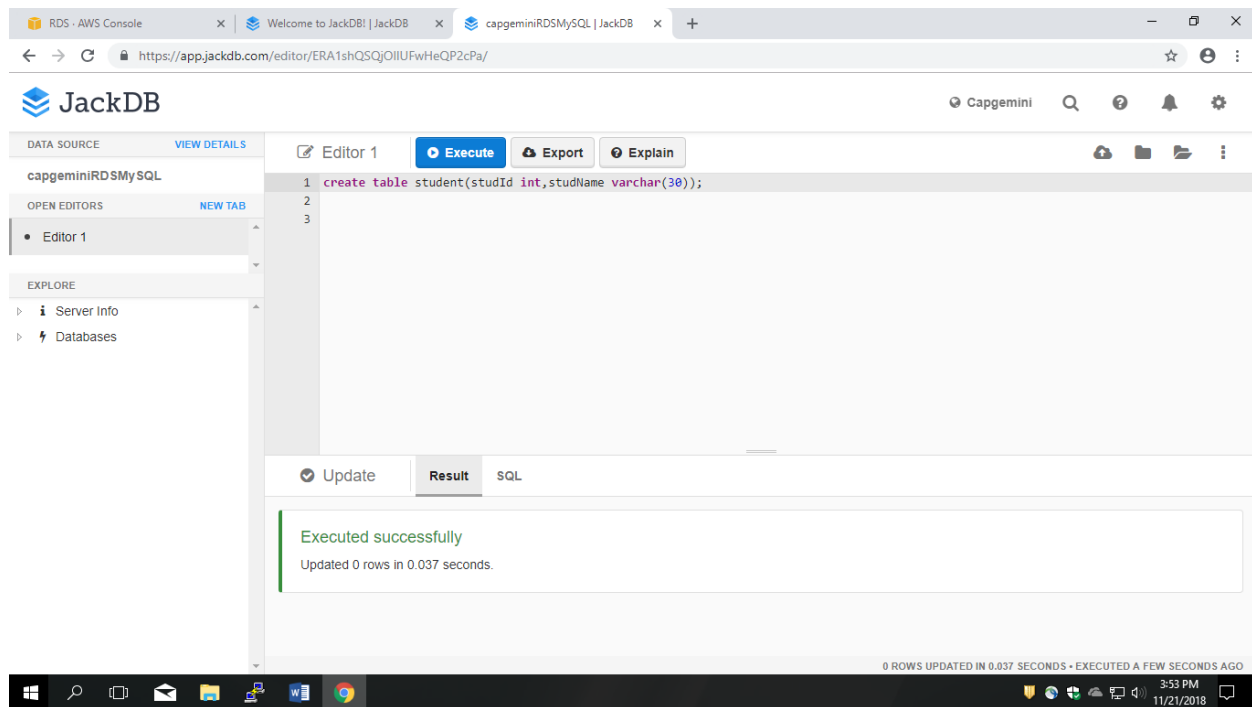 RDS · AWS Console
Welcome to JackDB! | JackDB
capgeminiRDSMySQL | JackDB
https://app.jackdb.com/editor/ERA1shQSQjOlIUFwHeQP2cPa/
JackDB
Capgemini
DATA SOURCE VIEW DETAILS
capgeminiRDSMySQL
OPEN EDITORS NEW TAB
Editor 1
EXPLORE
Server Info
Databases
Editor 1 Execute Export Explain
1 create table student(studId int,studName varchar(30));
2
3
Update Result SQL
Executed successfully
Updated 0 rows in 0.037 seconds.
0 ROWS UPDATED IN 0.037 SECONDS • EXECUTED A FEW SECONDS AGO
3:53 PM
11/21/2018